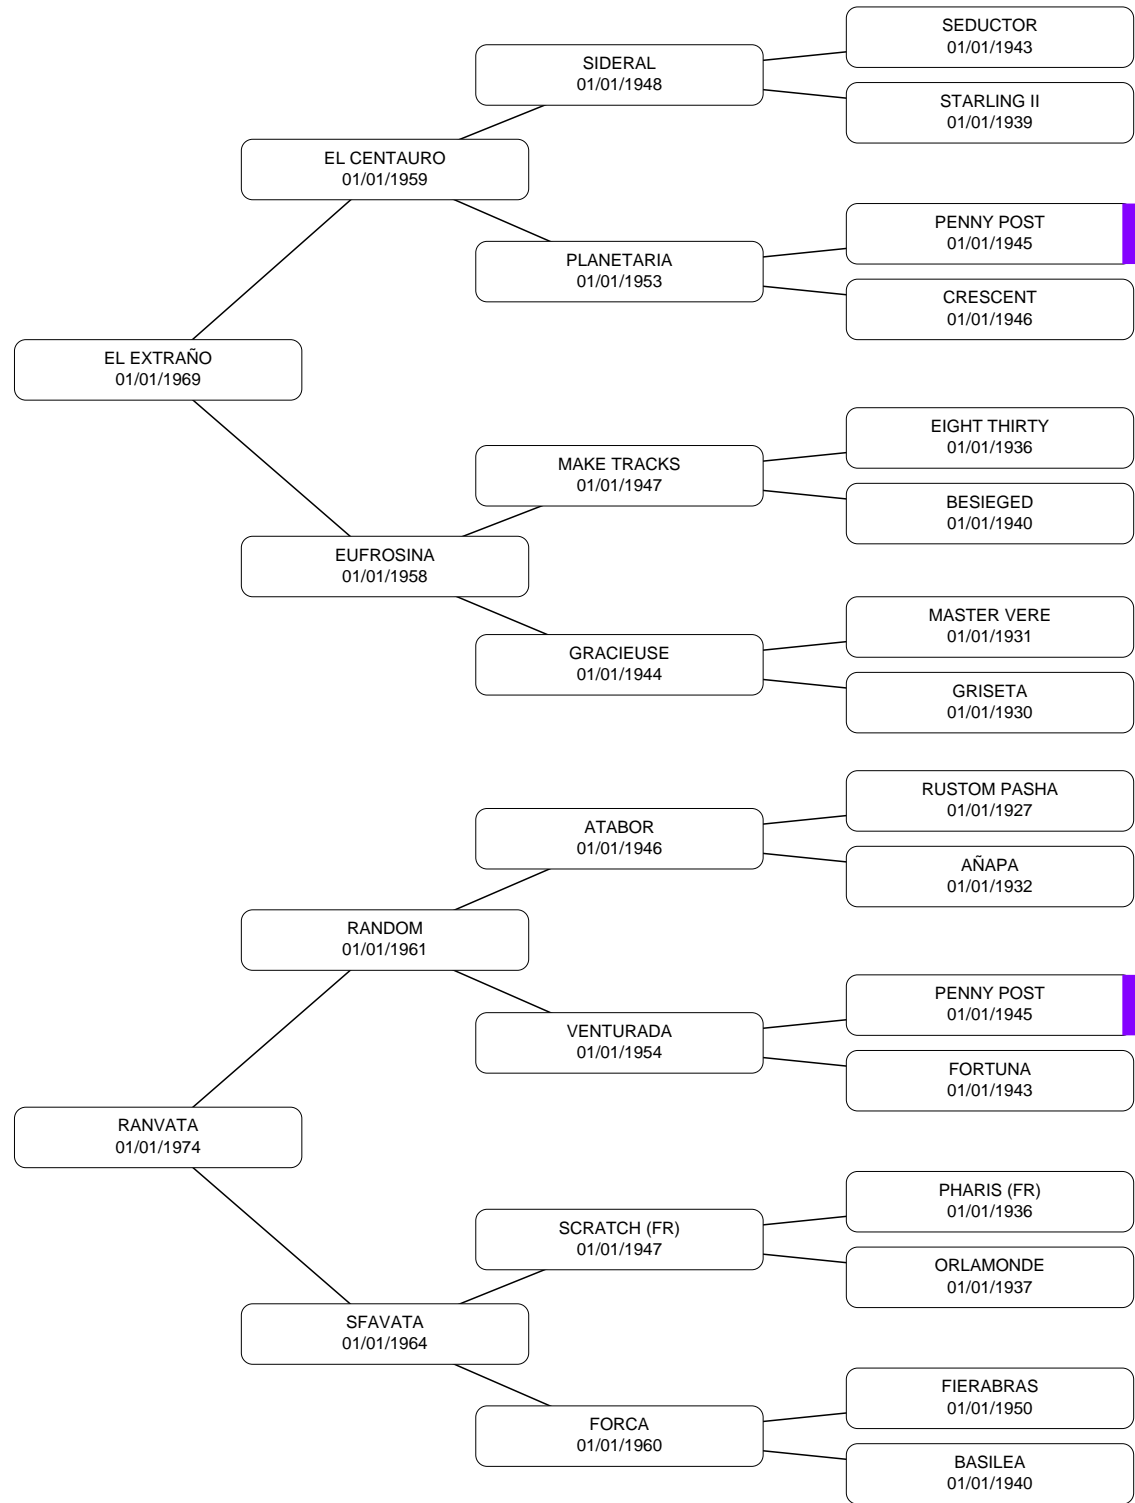 SEDUCTOR
01/01/1943
SIDERAL
01/01/1948
STARLING II
01/01/1939
EL CENTAURO
01/01/1959
PENNY POST
01/01/1945
PLANETARIA
01/01/1953
CRESCENT
01/01/1946
EL EXTRAÑO
01/01/1969
EIGHT THIRTY
01/01/1936
MAKE TRACKS
01/01/1947
BESIEGED
01/01/1940
EUFROSINA
01/01/1958
MASTER VERE
01/01/1931
GRACIEUSE
01/01/1944
GRISETA
01/01/1930
RUSTOM PASHA
01/01/1927
ATABOR
01/01/1946
AÑAPA
01/01/1932
RANDOM
01/01/1961
PENNY POST
01/01/1945
VENTURADA
01/01/1954
FORTUNA
01/01/1943
RANVATA
01/01/1974
PHARIS (FR)
01/01/1936
SCRATCH (FR)
01/01/1947
ORLAMONDE
01/01/1937
SFAVATA
01/01/1964
FIERABRAS
01/01/1950
FORCA
01/01/1960
BASILEA
01/01/1940